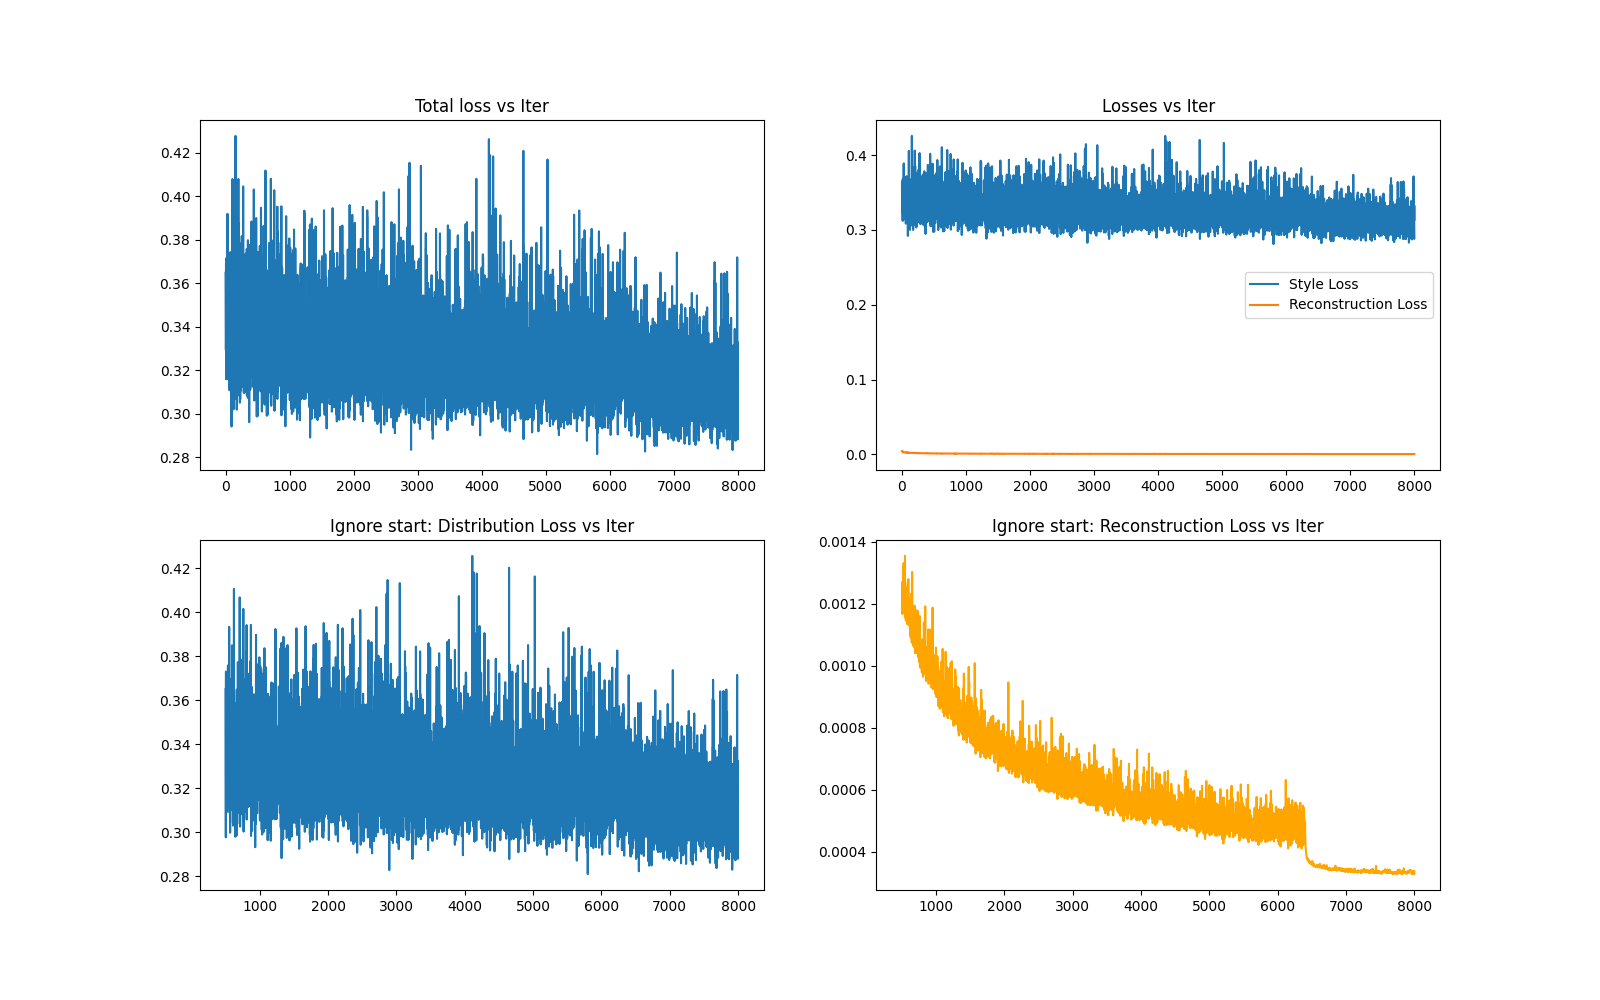 Total loss vs Iter
0.42
0.40
0.38
0.36
0.34
0.32
0.30
0.28
0 1000 2000 3000 4000 5000 6000 7000 8000
Losses vs Iter
0.4
0.3
0.2
0.1
0.0
Style Loss
Reconstruction Loss
0 1000 2000 3000 4000 5000 6000 7000 8000
Ignore start: Distribution Loss vs Iter
0.42
0.40
0.38
0.36
0.34
0.32
0.30
0.28
1000 2000 3000 4000 5000 6000 7000 8000
Ignore start: Reconstruction Loss vs Iter
0.0014
0.0012
0.0010
0.0008
0.0006
0.0004
1000 2000 3000 4000 5000 6000 7000 8000